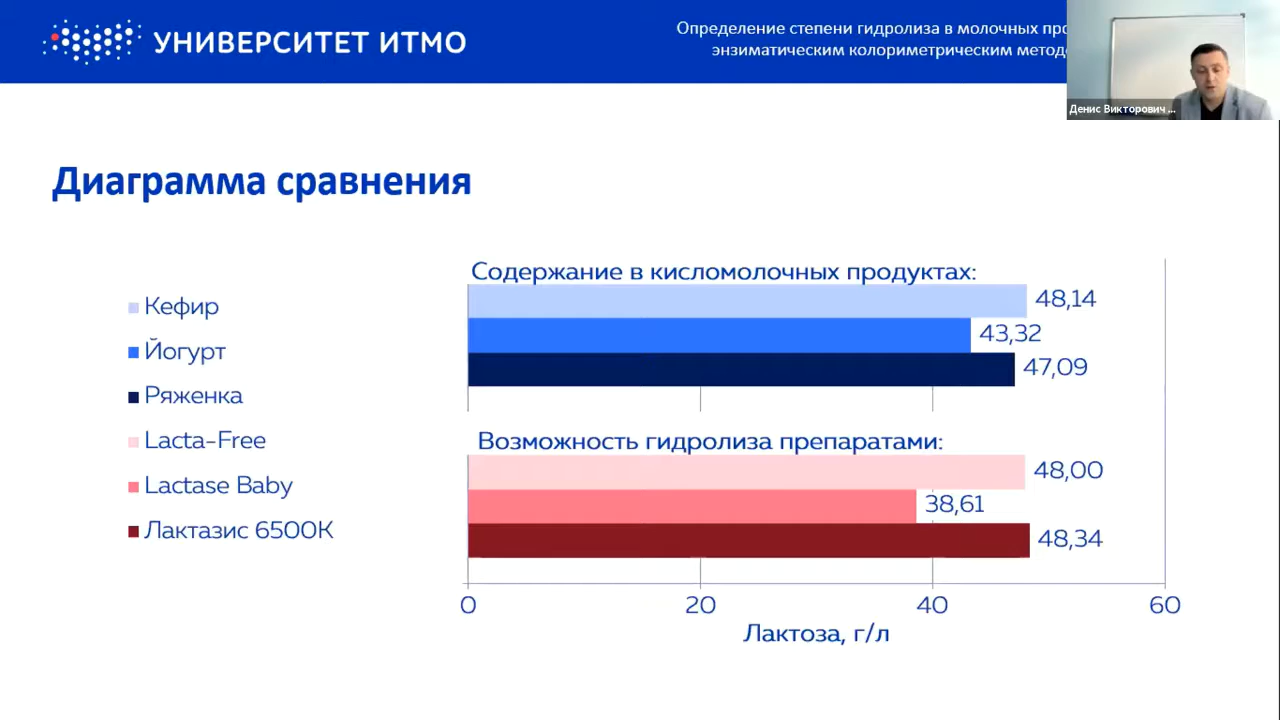 УНИВЕРСИТЕТ ИТМО
Определение степени гидролиза в молочных
энзиматическим колориметрическим
Денис Викторович ...
Диаграмма сравнения
Кефир
Йогурт
Ряженка
Lacta-Free
Lactase Baby
Лактазис 6500К
Содержание в кисломолочных продуктах:
48,14
43,32
47,09
Возможность гидролиза препаратами:
48,00
38,61
48,34
0 20 40 60
Лактоза, г/л